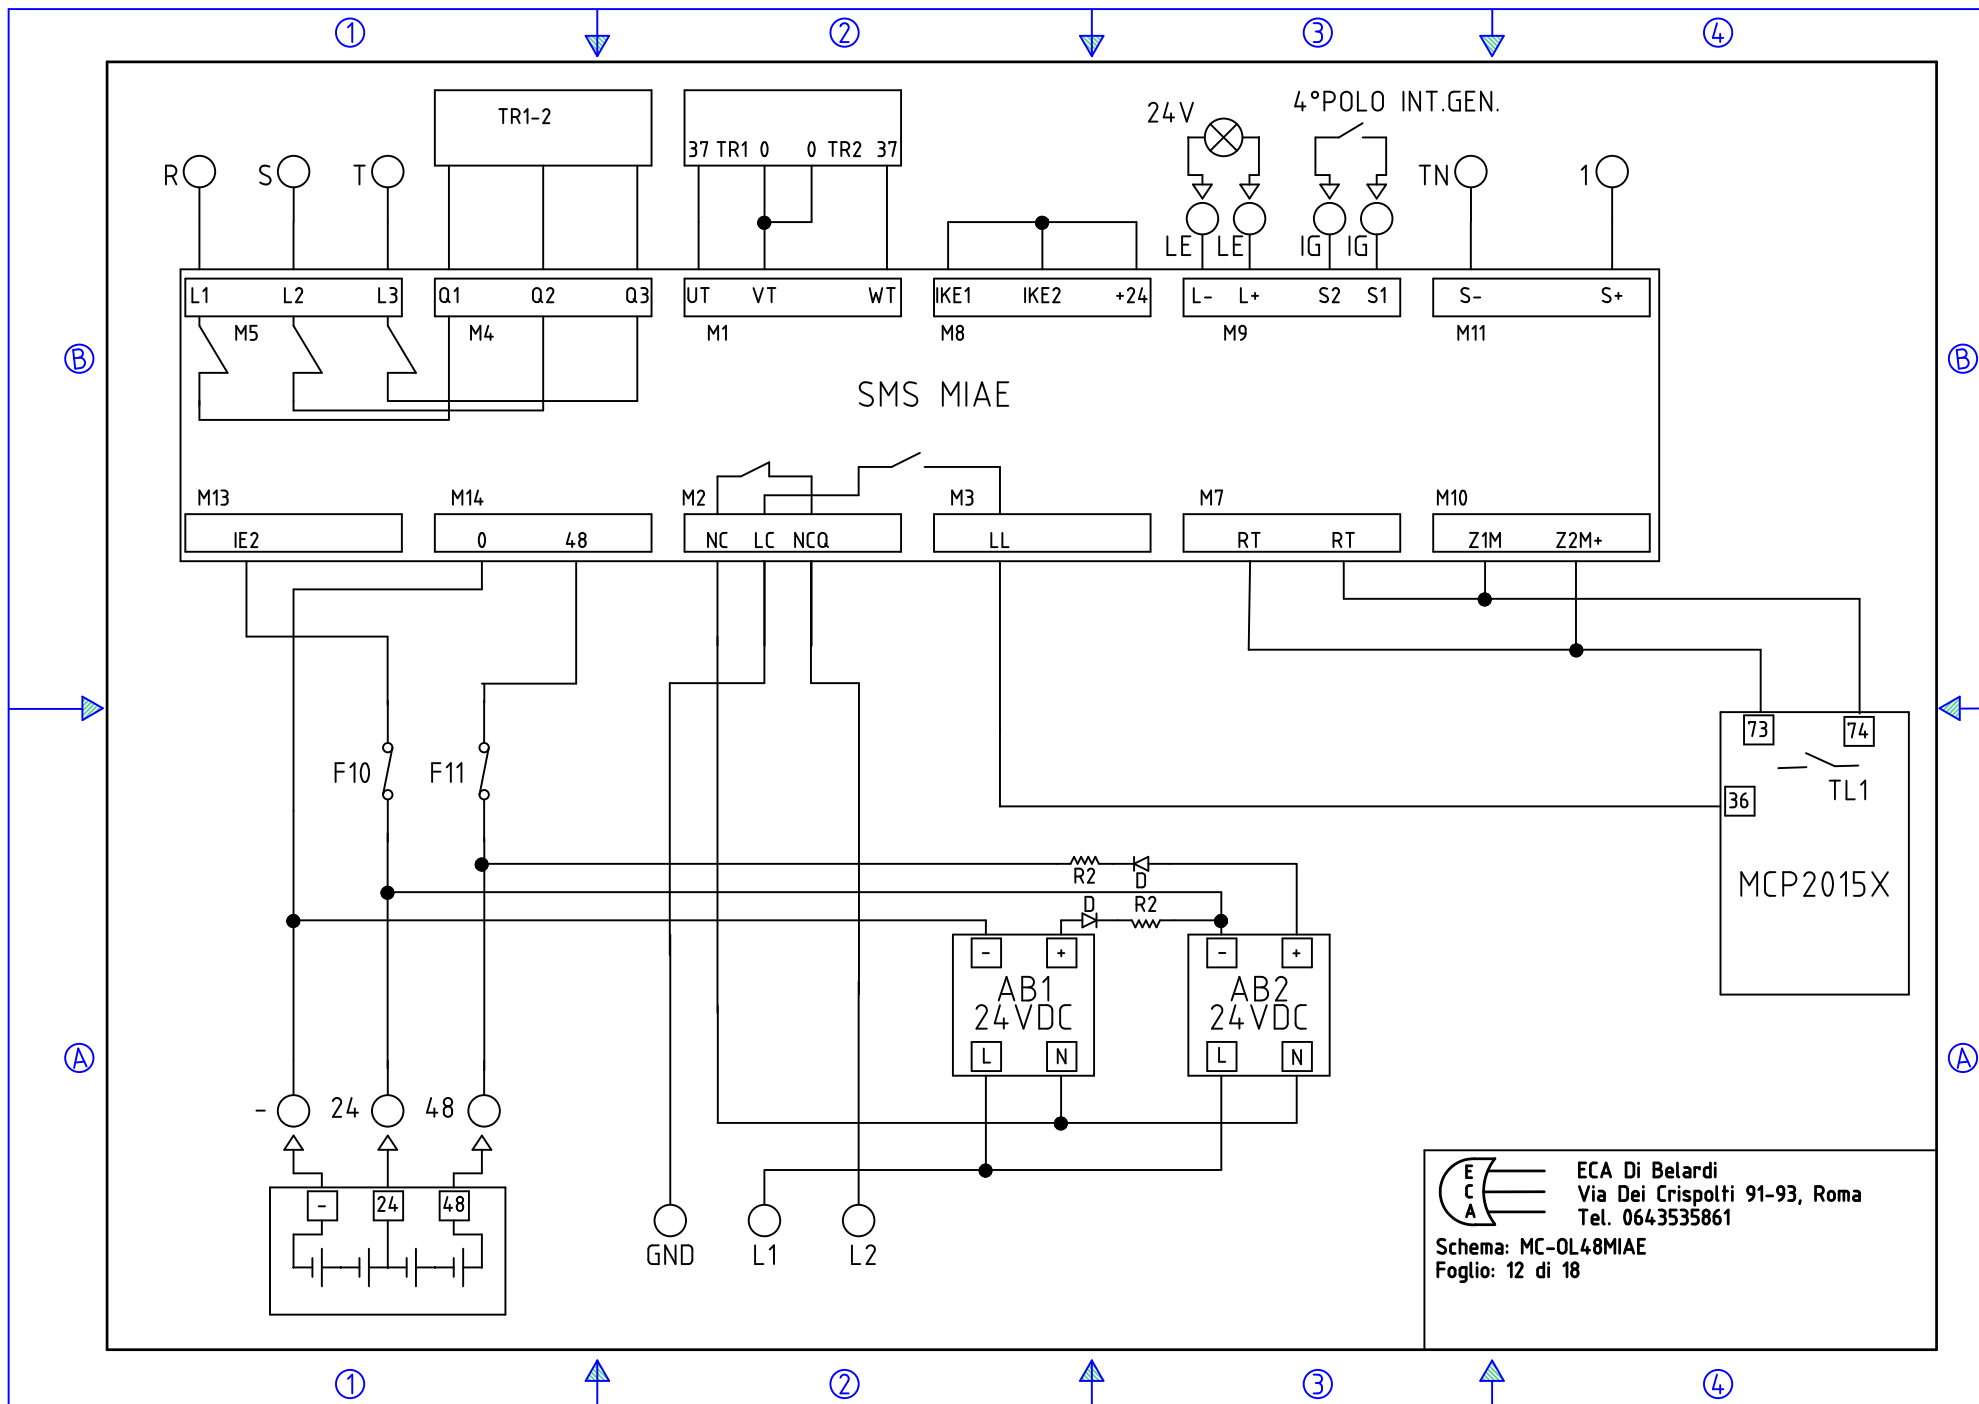 1 2 3 4
TR1-2
37 TR1 0 0 TR2 37
24V
4°POLO INT.GEN.
R S T
TN 1
LE LE IG IG
L1 L2 L3 Q1 Q2 Q3 UT VT WT IKE1 IKE2 +24 L- L+ S2 S1 S- S+
M5 M4 M1 M8 M9 M11
B B
SMS MIAE
M13 M14 M2 M3 M7 M10
IE2 0 48 NC LC NCQ LL RT RT Z1M Z2M+
73 74
F10 F11
TL1
36
R2 D
MCP2015X
D R2
- + - +
AB1 AB2
24VDC 24VDC
L N L N
A A
- 24 48
- 24 48
GND L1 L2
E
C
A
ECA Di Belardi
Via Dei Crispolti 91-93, Roma
Tel. 0643535861
Schema: MC-OL48MIAE
Foglio: 12 di 18
1 2 3 4